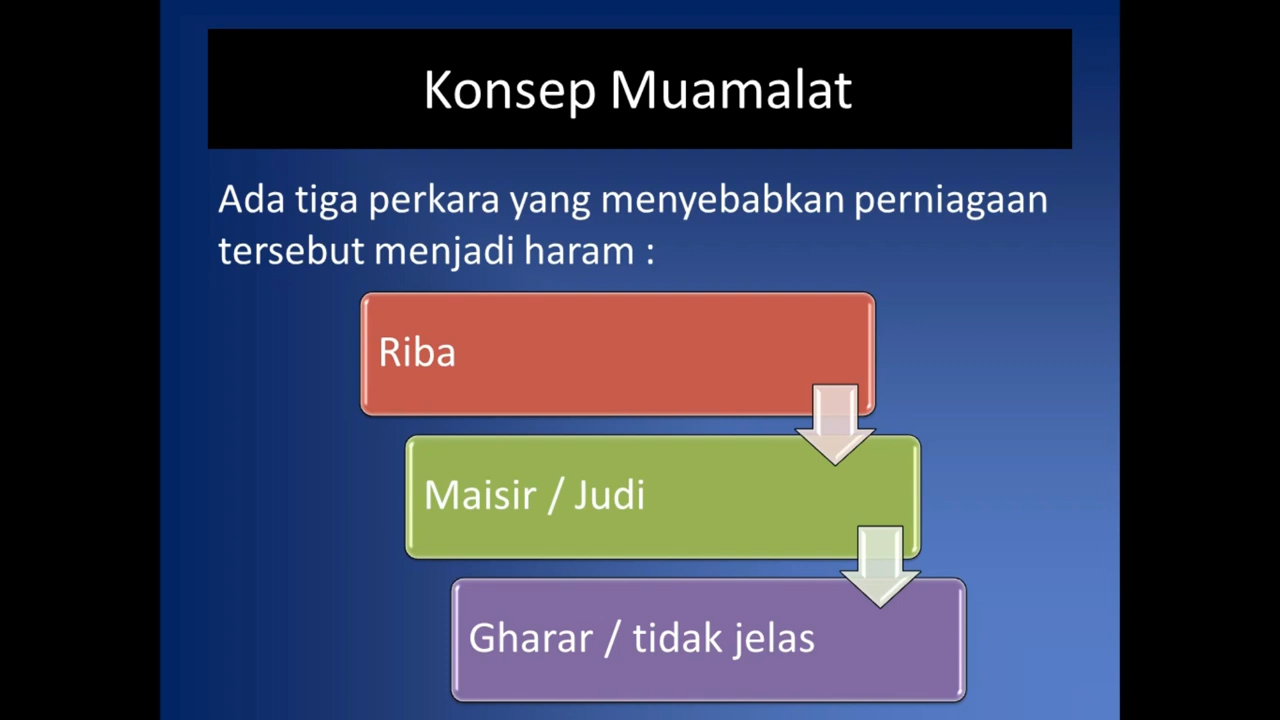 Konsep Muamalat
Ada tiga perkara yang menyebabkan perniagaan
tersebut menjadi haram :
Riba
Maisir / Judi
Gharar / tidak jelas